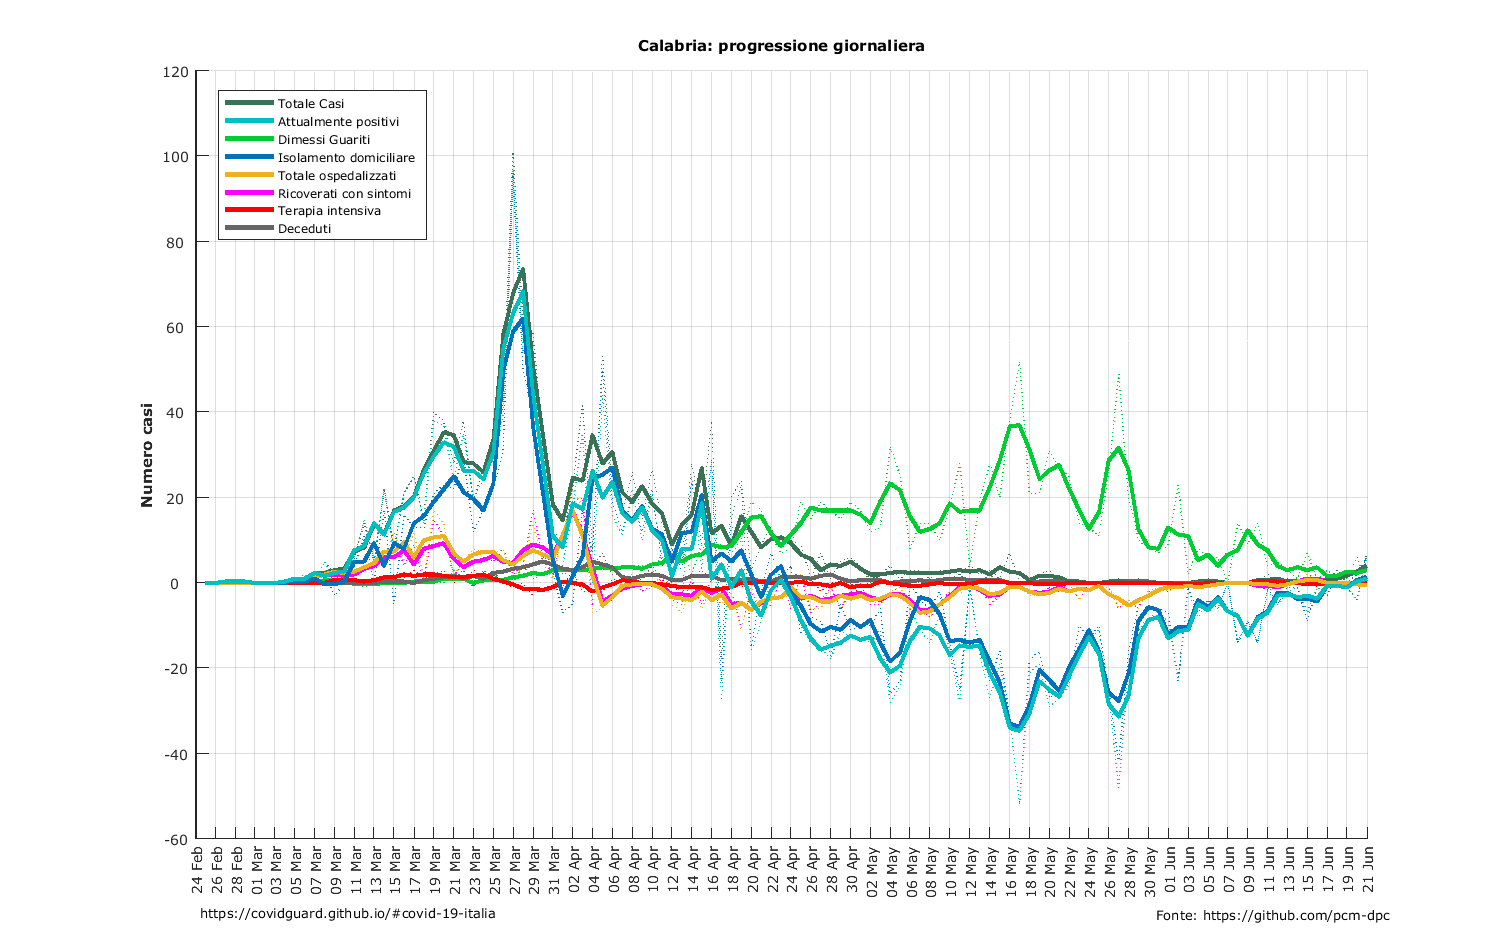 Calabria: progressione giornaliera
Numero casi
120
100
80
60
40
20
0
-20
-40
-60
Totale Casi
Attualmente positivi
Dimessi Guariti
Isolamento domiciliare
Totale ospedalizzati
Ricoverati con sintomi
Terapia intensiva
Deceduti
24 Feb
26 Feb
28 Feb
01 Mar
03 Mar
05 Mar
07 Mar
09 Mar
11 Mar
13 Mar
15 Mar
17 Mar
19 Mar
21 Mar
23 Mar
25 Mar
27 Mar
29 Mar
31 Mar
02 Apr
04 Apr
06 Apr
08 Apr
10 Apr
12 Apr
14 Apr
16 Apr
18 Apr
20 Apr
22 Apr
24 Apr
26 Apr
28 Apr
30 Apr
02 May
04 May
06 May
08 May
10 May
12 May
14 May
16 May
18 May
20 May
22 May
24 May
26 May
28 May
30 May
01 Jun
03 Jun
05 Jun
07 Jun
09 Jun
11 Jun
13 Jun
15 Jun
17 Jun
19 Jun
21 Jun
https://covidguard.github.io/#covid-19-italia
Fonte: https://github.com/pcm-dpc